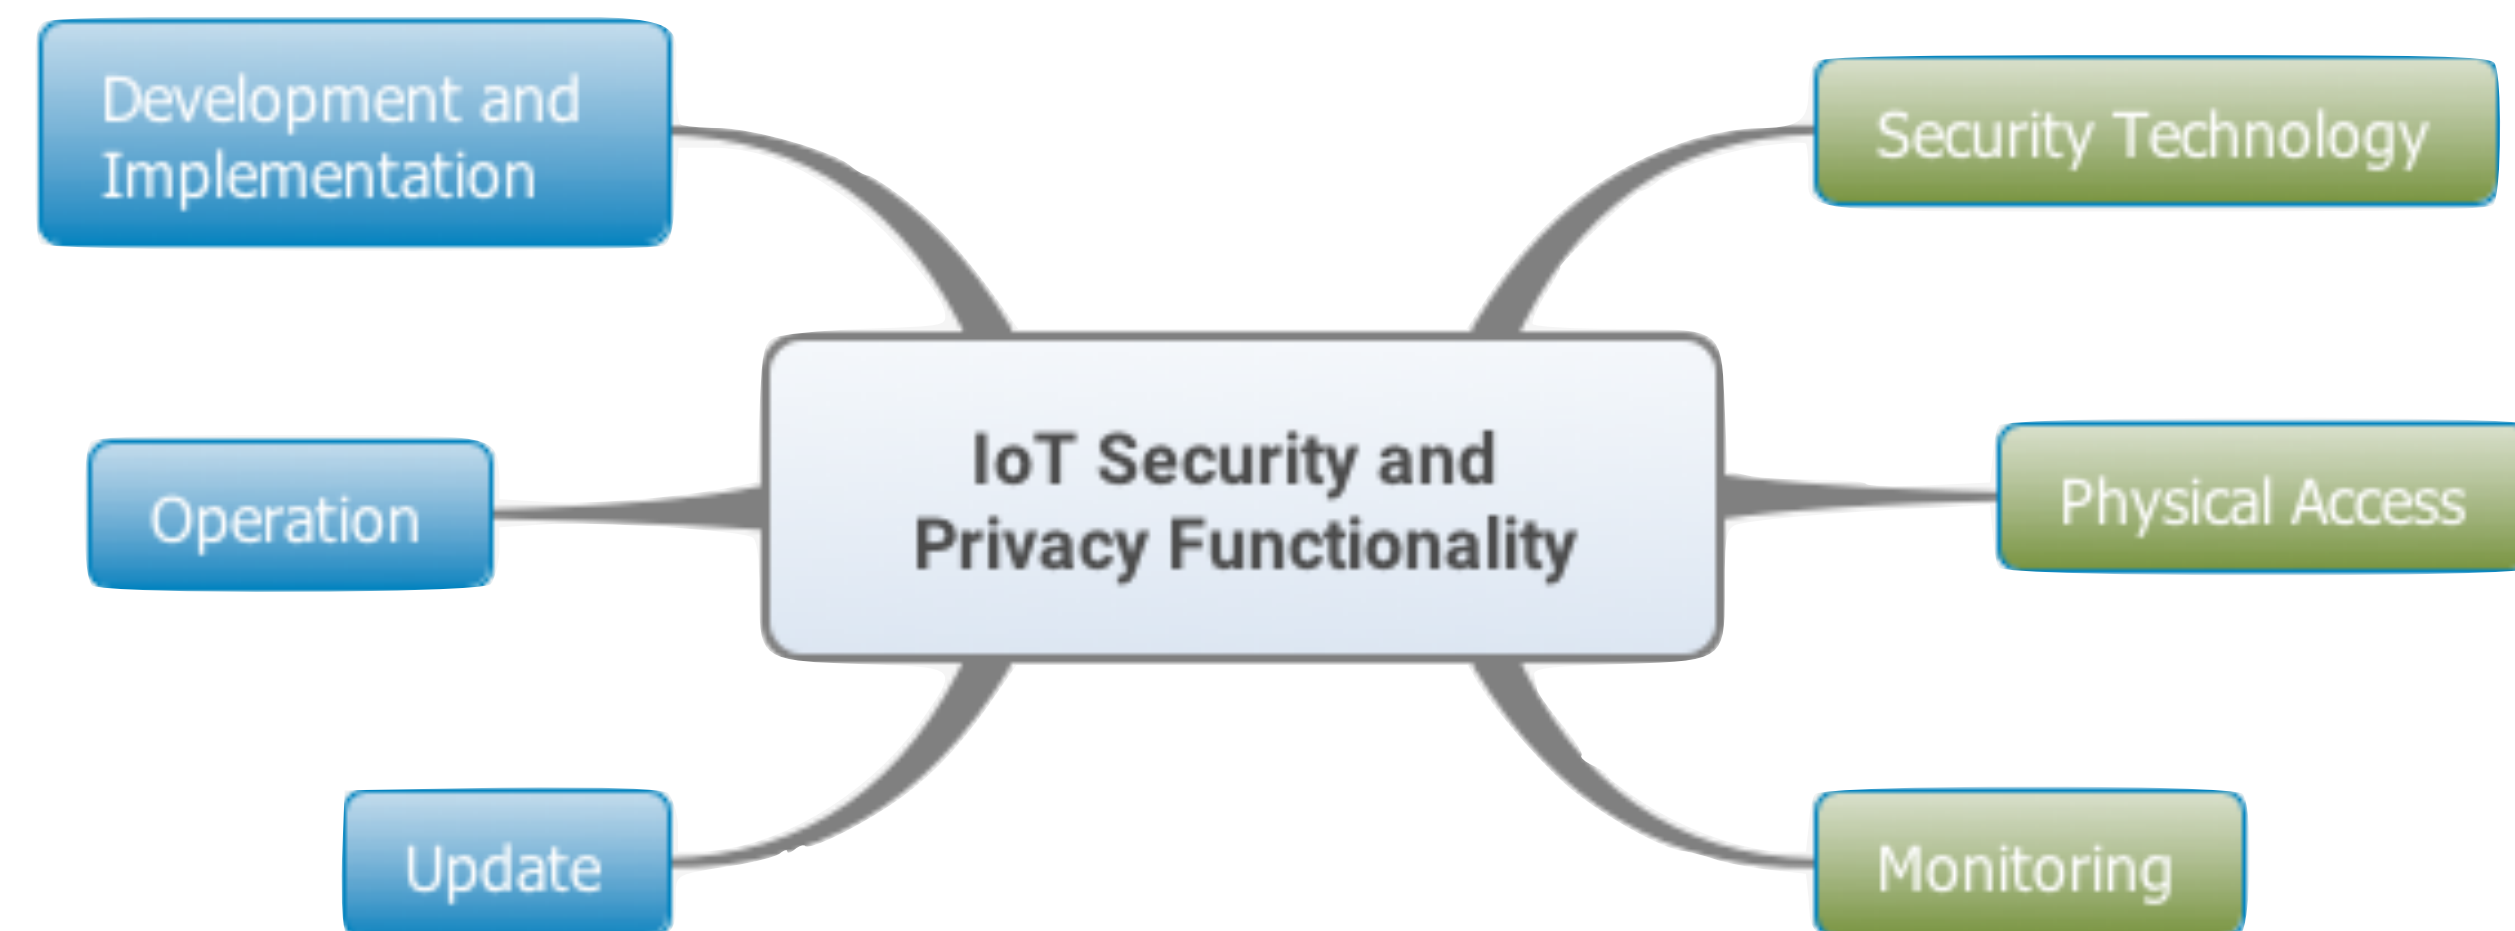 Development and
Implementation
Security Technology
IoT Security and
Privacy Functionality
Operation
Physical Access
Update
Monitoring